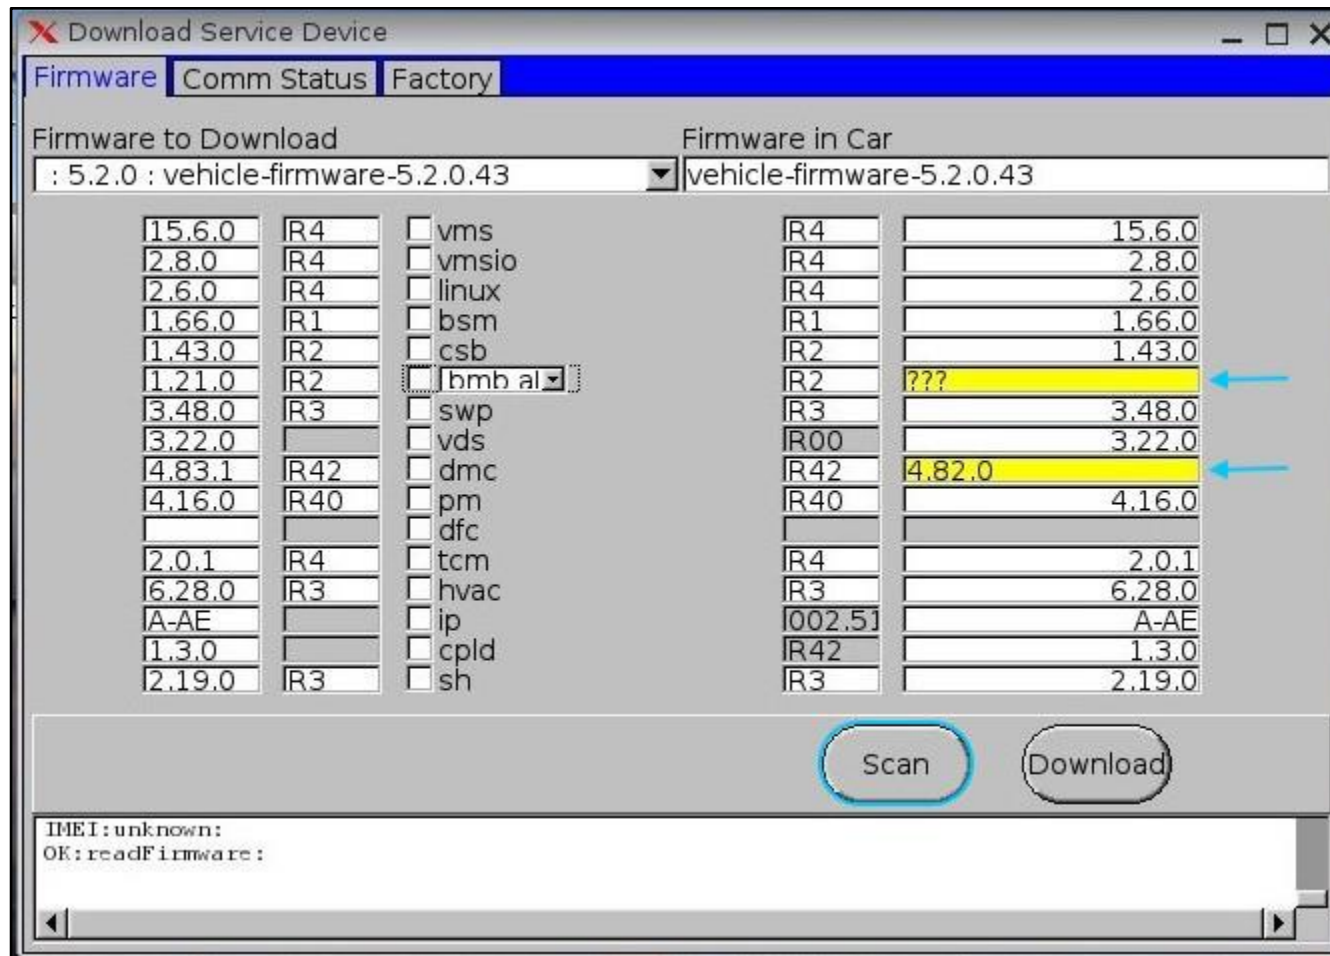 Download Service Device
Firmware Comm Status Factory
Firmware to Download Firmware in Car
: 5.2.0 : vehicle-firmware-5.2.0.43 vehicle-firmware-5.2.0.43
15.6.0 R4 vms R4 15.6.0
2.8.0 R4 vmsio R4 2.8.0
2.6.0 R4 linux R4 2.6.0
1.66.0 R1 bsm R1 1.66.0
1.43.0 R2 csb R2 1.43.0
1.21.0 R2 bmb al R2 ???
3.48.0 R3 swp R3 3.48.0
3.22.0 vds R00 3.22.0
4.83.1 R42 dmc R42 4.82.0
4.16.0 R40 pm R40 4.16.0
dfc
2.0.1 R4 tcm R4 2.0.1
6.28.0 R3 hvac R3 6.28.0
A-AE ip 002.51 A-AE
1.3.0 cpld R42 1.3.0
2.19.0 R3 sh R3 2.19.0
Scan Download
IMEI:unknown:
OK:readFirmware: